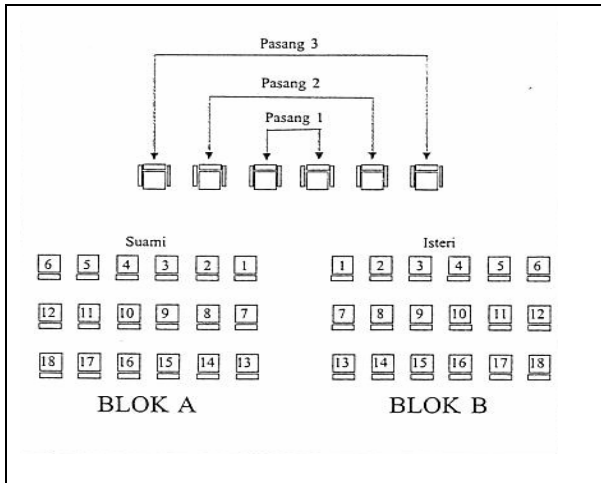 Pasang 3
Pasang 2
Pasang 1
Suami Isteri
6 5 4 3 2 1 1 2 3 4 5 6
12 11 10 9 8 7 7 8 9 10 11 12
18 17 16 15 14 13 13 14 15 16 17 18
BLOK A BLOK B